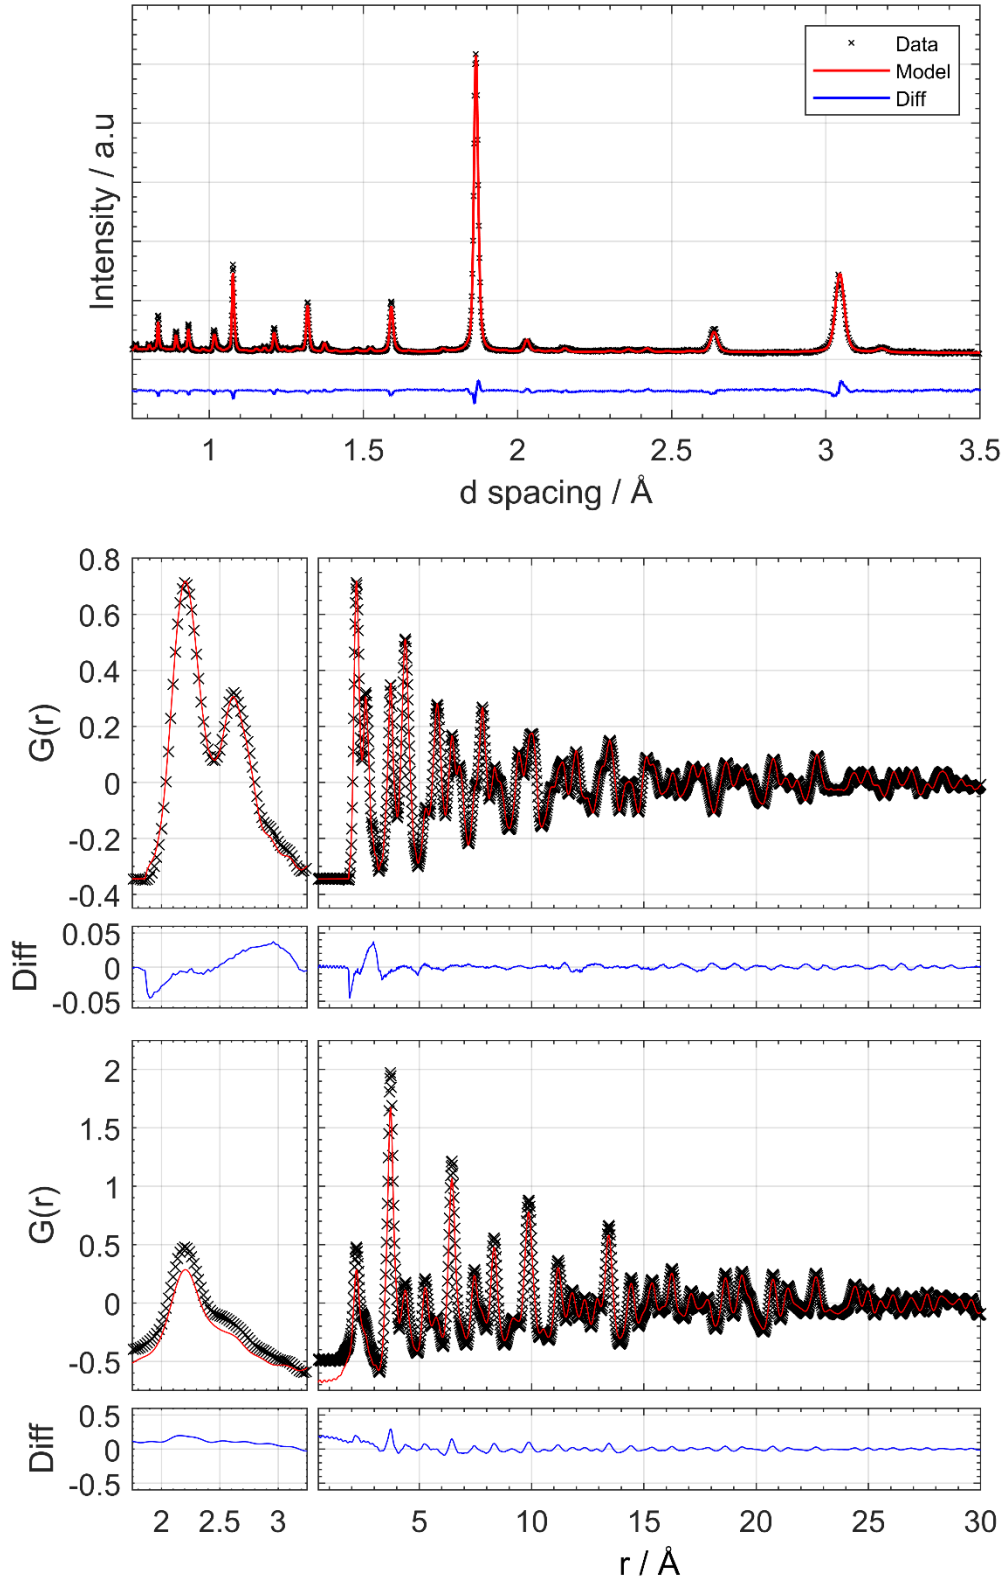 Data
Model
Diff
Intensity / a.u
1 1.5 2 2.5 3 3.5
d spacing / Å
0.8
0.6
0.4
0.2
0
-0.2
-0.4
G(r)
0.05
0
-0.05
Diff
2
1.5
1
0.5
0
-0.5
G(r)
0.5
0
-0.5
Diff
2 2.5 3 5 10 15 20 25 30
r / Å